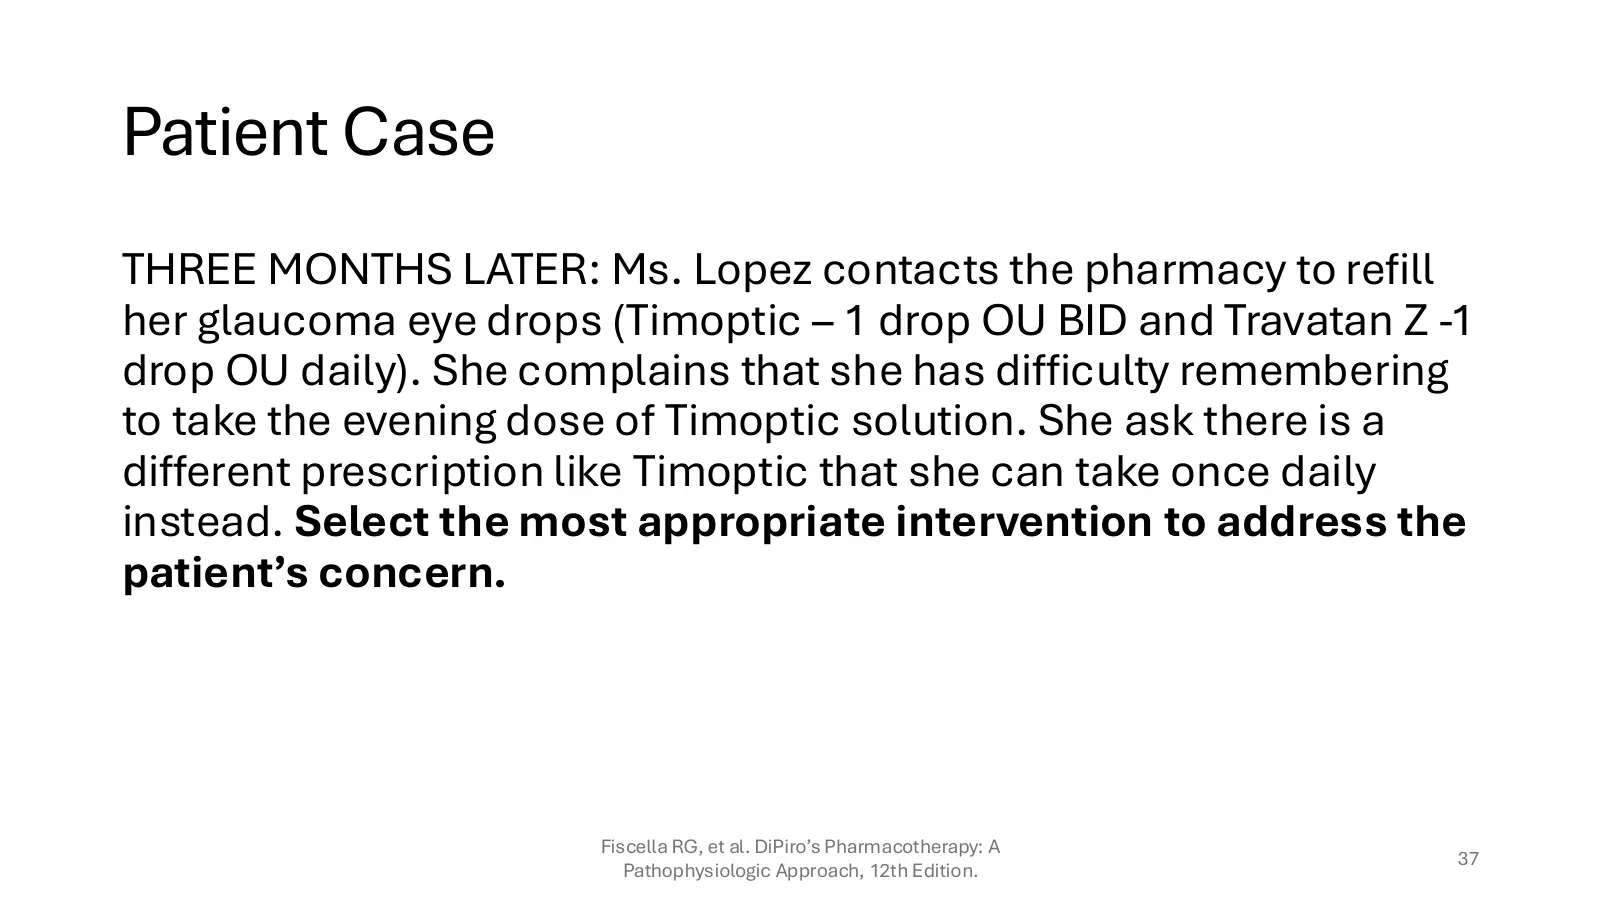 Patient Case
THREE MONTHS LATER: Ms. Lopez contacts the pharmacy to refill
her glaucoma eye drops (Timoptic – 1 drop OU BID and Travatan Z -1
drop OU daily). She complains that she has difficulty remembering
to take the evening dose of Timoptic solution. She ask there is a
different prescription like Timoptic that she can take once daily
instead. Select the most appropriate intervention to address the
patient’s concern.
Fiscella RG, et al. DiPiro’s Pharmacotherapy: A
Pathophysiologic Approach, 12th Edition.
37